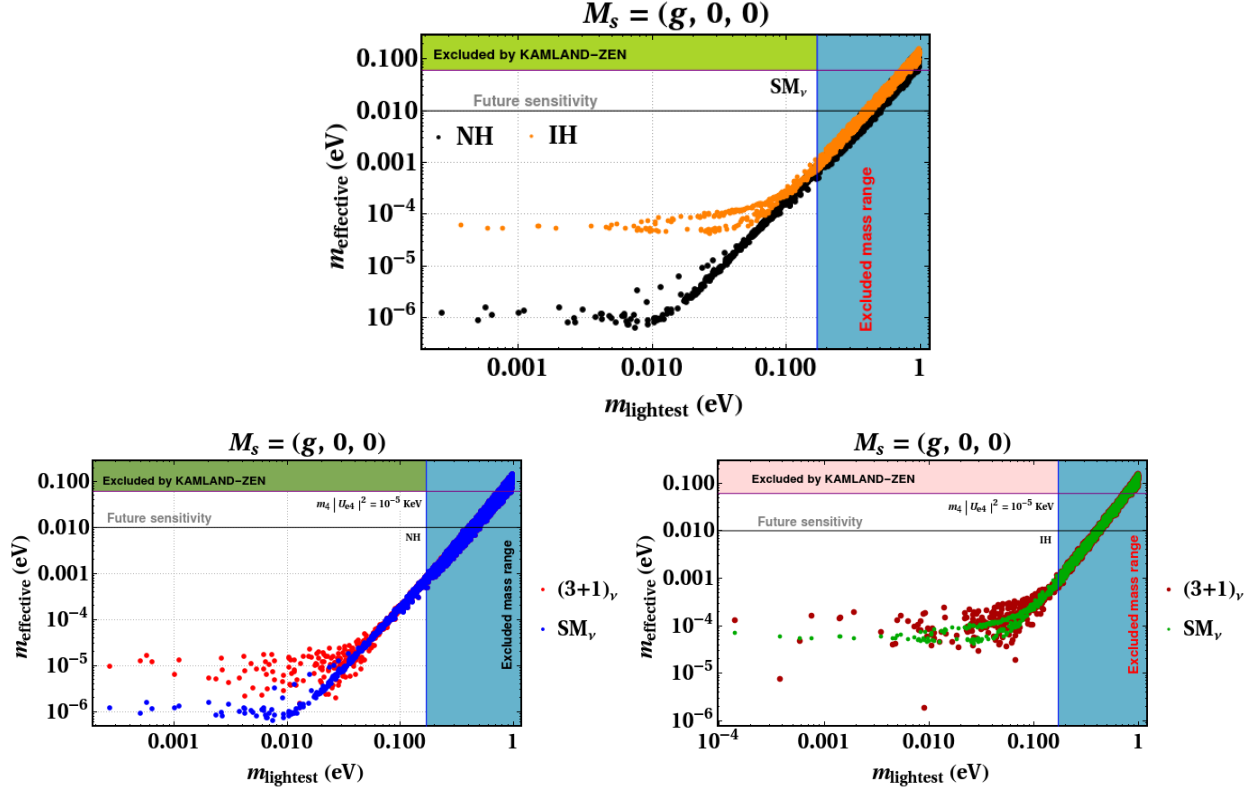 M_s = (g, 0, 0)
Excluded by KAMLAND-ZEN
SM_ν
Future sensitivity
NH
IH
Excluded mass range
m_effective (eV)
0.100
0.010
0.001
10^-4
10^-5
10^-6
0.001
0.010
0.100
1
m_lightest (eV)
M_s = (g, 0, 0)
Excluded by KAMLAND-ZEN
m_4 | U_e4 |^2 = 10^-5 KeV
Future sensitivity
NH
Excluded mass range
m_effective (eV)
0.100
0.010
0.001
10^-4
10^-5
10^-6
0.001
0.010
0.100
1
m_lightest (eV)
(3+1)_ν
SM_ν
M_s = (g, 0, 0)
Excluded by KAMLAND-ZEN
m_4 | U_e4 |^2 = 10^-5 KeV
Future sensitivity
IH
Excluded mass range
m_effective (eV)
0.100
0.010
0.001
10^-4
10^-5
10^-6
10^-4
0.001
0.010
0.100
1
m_lightest (eV)
(3+1)_ν
SM_ν